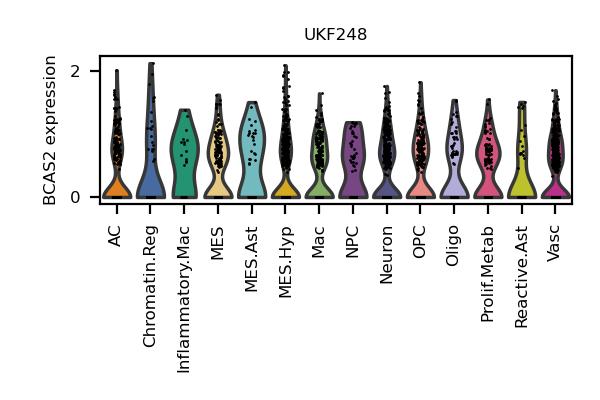 UKF248
BCAS2 expression
2
0
AC
Chromatin.Reg
Inflammatory.Mac
MES
MES.Ast
MES.Hyp
Mac
NPC
Neuron
OPC
Oligo
Prolif.Metab
Reactive.Ast
Vasc